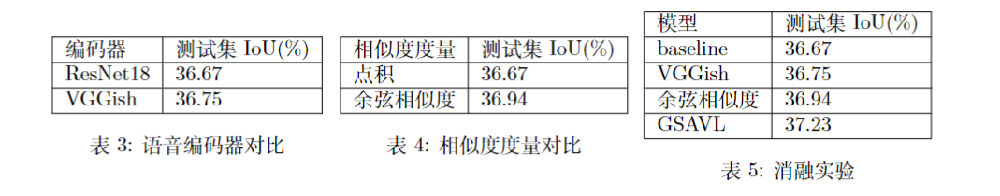 编码器 测试集 IoU(%)
ResNet18 36.67
VGGish 36.75
表 3: 语音编码器对比
相似度度量 测试集 IoU(%)
点积 36.67
余弦相似度 36.94
表 4: 相似度度量对比
模型 测试集 IoU(%)
baseline 36.67
VGGish 36.75
余弦相似度 36.94
GSAVL 37.23
表 5: 消融实验